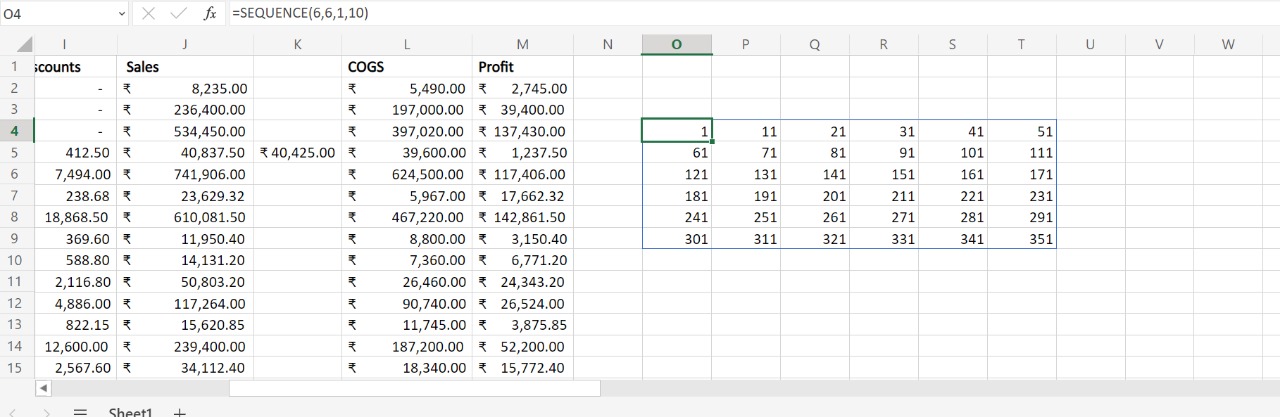 O4 fx =SEQUENCE(6,6,1,10)
I J K L M N O P Q R S T U V W
1 scounts Sales COGS Profit
2 - ₹ 8,235.00 ₹ 5,490.00 ₹ 2,745.00
3 - ₹ 236,400.00 ₹ 197,000.00 ₹ 39,400.00
4 - ₹ 534,450.00 ₹ 397,020.00 ₹ 137,430.00 1 11 21 31 41 51
5 412.50 ₹ 40,837.50 ₹ 40,425.00 ₹ 39,600.00 ₹ 1,237.50 61 71 81 91 101 111
6 7,494.00 ₹ 741,906.00 ₹ 624,500.00 ₹ 117,406.00 121 131 141 151 161 171
7 238.68 ₹ 23,629.32 ₹ 5,967.00 ₹ 17,662.32 181 191 201 211 221 231
8 18,868.50 ₹ 610,081.50 ₹ 467,220.00 ₹ 142,861.50 241 251 261 271 281 291
9 369.60 ₹ 11,950.40 ₹ 8,800.00 ₹ 3,150.40 301 311 321 331 341 351
10 588.80 ₹ 14,131.20 ₹ 7,360.00 ₹ 6,771.20
11 2,116.80 ₹ 50,803.20 ₹ 26,460.00 ₹ 24,343.20
12 4,886.00 ₹ 117,264.00 ₹ 90,740.00 ₹ 26,524.00
13 822.15 ₹ 15,620.85 ₹ 11,745.00 ₹ 3,875.85
14 12,600.00 ₹ 239,400.00 ₹ 187,200.00 ₹ 52,200.00
15 2,567.60 ₹ 34,112.40 ₹ 18,340.00 ₹ 15,772.40
Sheet1 +